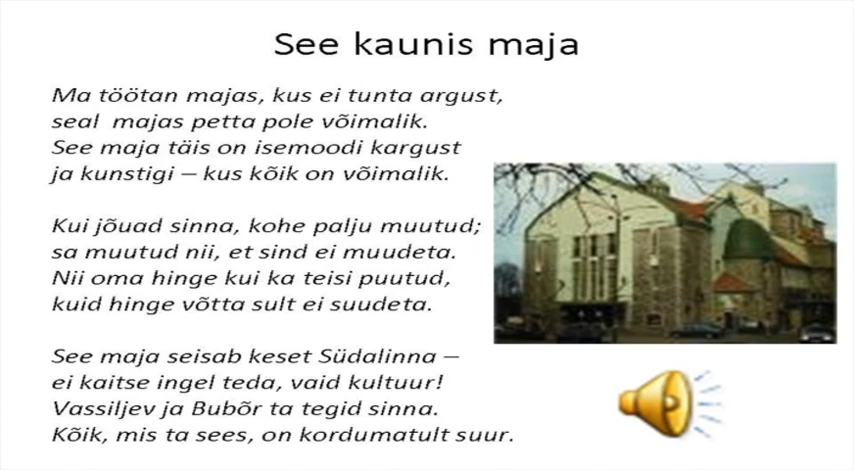 See kaunis maja
Ma töötan majas, kus ei tunta argust,
seal majas petta pole võimalik.
See maja täis on isemoodi kargust
ja kunstigi – kus kõik on võimalik.
Kui jõuad sinna, kohe palju muutud;
sa muutud nii, et sind ei muudeta.
Nii oma hinge kui ka teisi puutud,
kuid hinge võtta sult ei suudeta.
See maja seisab keset Südalinna –
ei kaitse ingel teda, vaid kultuur!
Vassiljev ja Bubõr ta tegid sinna.
Kõik, mis ta sees, on kordumatult suur.